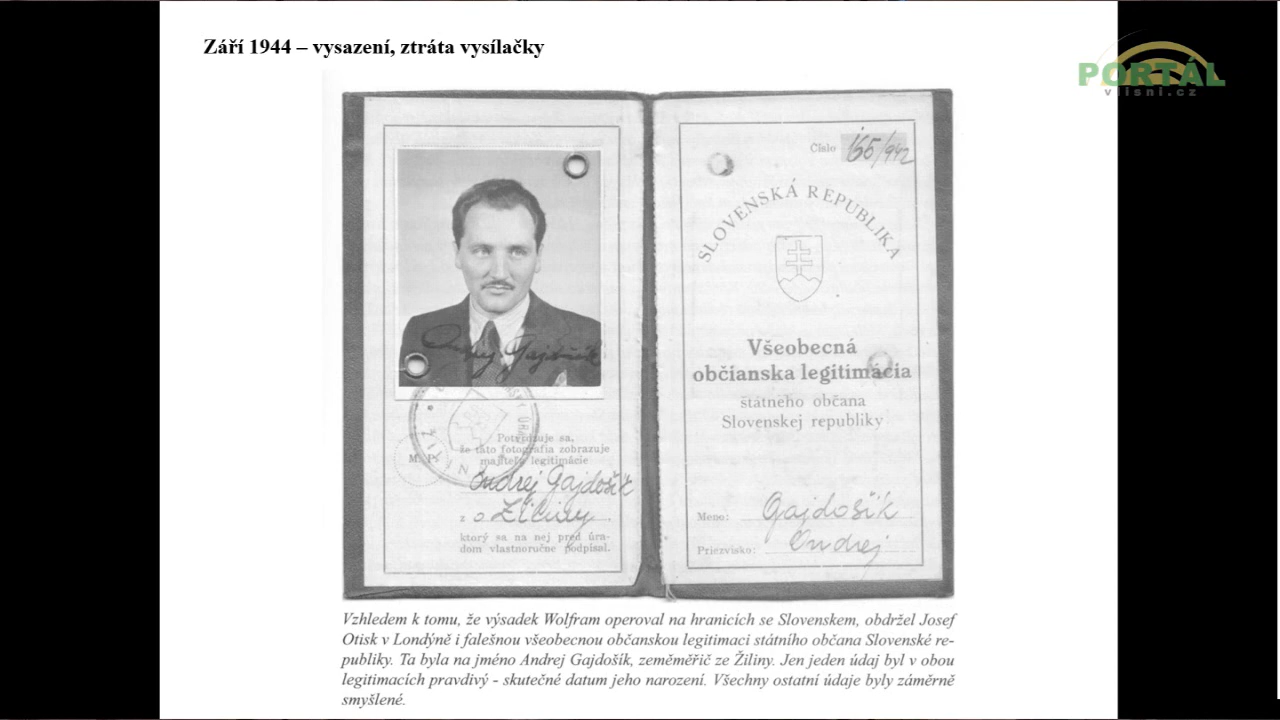 Září 1944 – vysazení, ztráta vysílačky
PORTÁL
vlisni.cz
Číslo 165/942
SLOVENSKÁ REPUBLIKA
Všeobecná
občianska legitimácia
štátneho občana
Slovenskej republiky
Meno: Gajdošík
Priezvisko: Ondrej
Ondrej Gajdošík
Potvrdzuje sa,
že táto fotografia zobrazuje
majiteľa legitimácie
Ondrej Gajdošík
z o Žiliny
ktorý sa na nej pred úra-
dom vlastnoručne podpísal.
Vzhledem k tomu, že výsadek Wolfram operoval na hranicích se Slovenskem, obdržel Josef
Otisk v Londýně i falešnou všeobecnou občanskou legitimaci státního občana Slovenské re-
publiky. Ta byla na jméno Andrej Gajdošík, zeměměřič ze Žiliny. Jen jeden údaj byl v obou
legitimacích pravdivý - skutečné datum jeho narození. Všechny ostatní údaje byly záměrně
smyšlené.